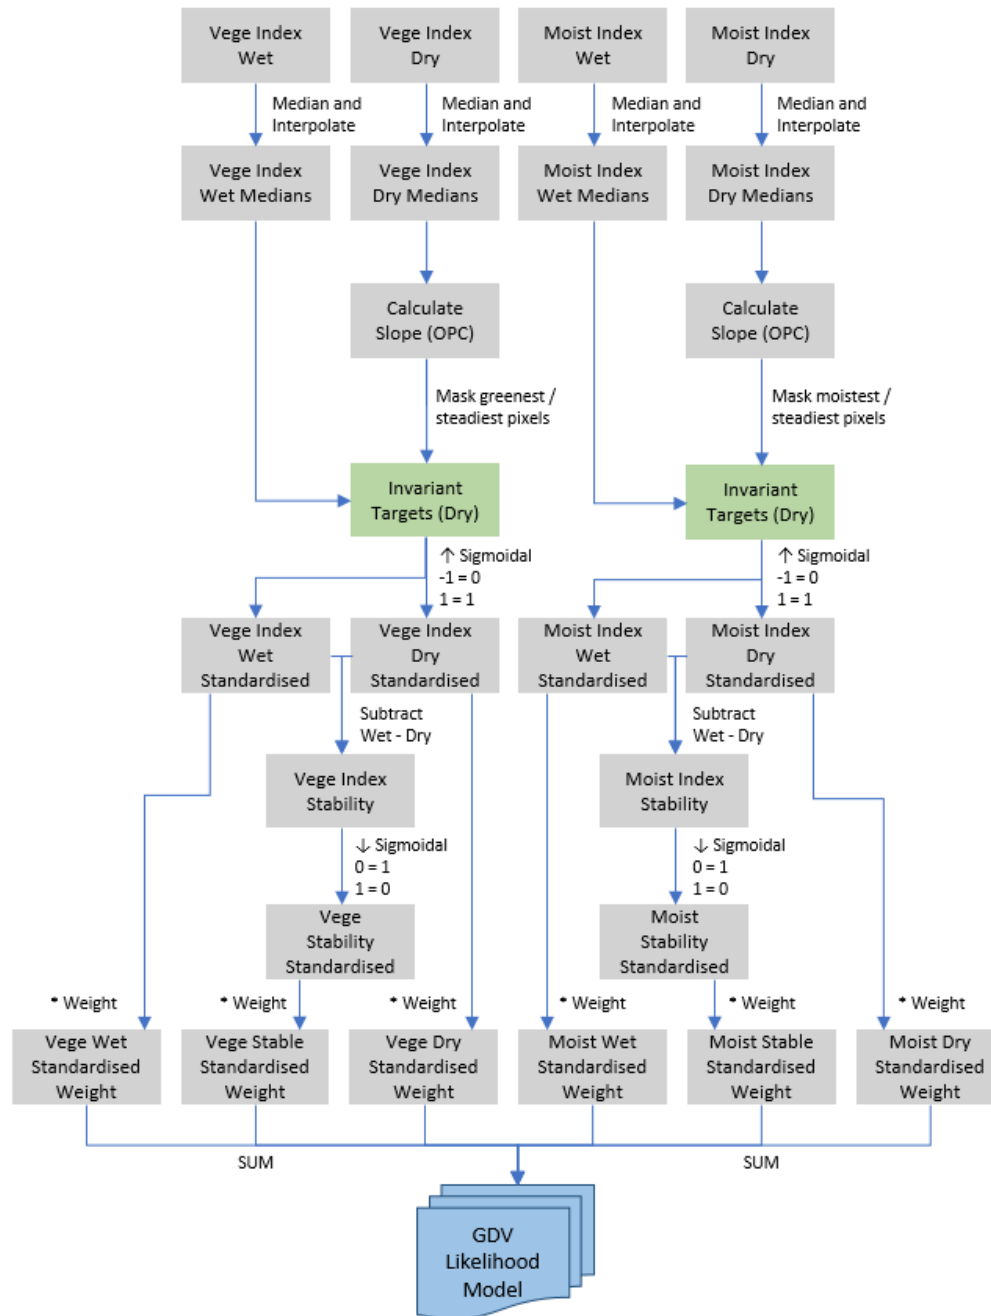 Vege Index
Wet
Vege Index
Dry
Moist Index
Wet
Moist Index
Dry
Median and
Interpolate
Median and
Interpolate
Median and
Interpolate
Median and
Interpolate
Vege Index
Wet Medians
Vege Index
Dry Medians
Moist Index
Wet Medians
Moist Index
Dry Medians
Calculate
Slope (OPC)
Calculate
Slope (OPC)
Mask greenest /
steadiest pixels
Mask moistest /
steadiest pixels
Invariant
Targets (Dry)
Invariant
Targets (Dry)
↑ Sigmoidal
-1 = 0
1 = 1
↑ Sigmoidal
-1 = 0
1 = 1
Vege Index
Wet
Standardised
Vege Index
Dry
Standardised
Moist Index
Wet
Standardised
Moist Index
Dry
Standardised
Subtract
Wet - Dry
Subtract
Wet - Dry
Vege Index
Stability
Moist Index
Stability
↓ Sigmoidal
0 = 1
1 = 0
↓ Sigmoidal
0 = 1
1 = 0
Vege
Stability
Standardised
Moist
Stability
Standardised
* Weight
* Weight
* Weight
* Weight
* Weight
* Weight
Vege Wet
Standardised
Weight
Vege Stable
Standardised
Weight
Vege Dry
Standardised
Weight
Moist Wet
Standardised
Weight
Moist Stable
Standardised
Weight
Moist Dry
Standardised
Weight
SUM
SUM
GDV
Likelihood
Model